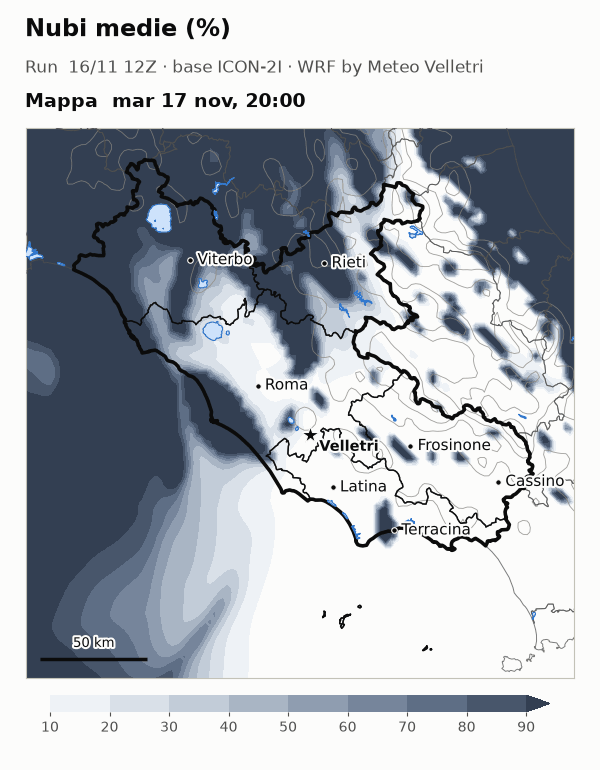 Nubi medie (%)
Run  16/11 12Z · base ICON-2I · WRF by Meteo Velletri
Mappa  mar 17 nov, 20:00
Viterbo
Rieti
Roma
Velletri
Frosinone
Cassino
Latina
Terracina
50 km
10 20 30 40 50 60 70 80 90